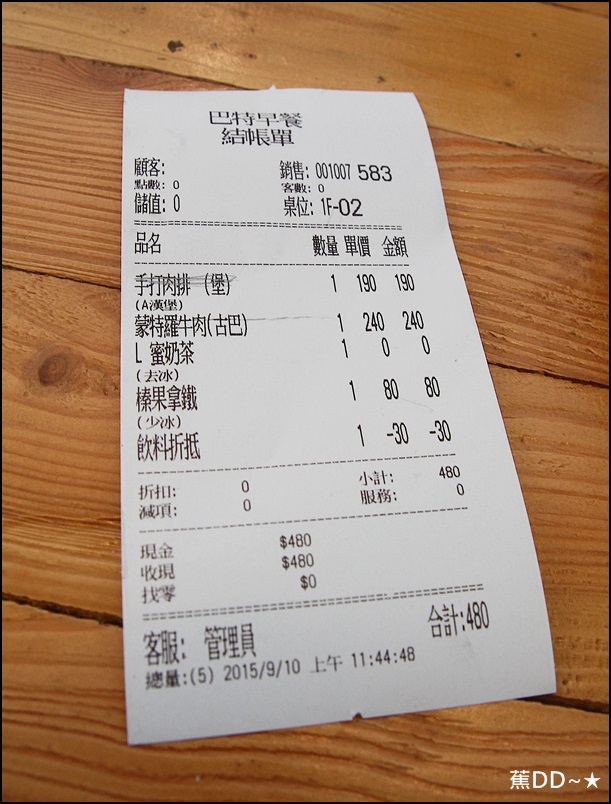 巴特早餐
結帳單
顧客: 銷售: 001007 583
點數: 0 客數: 0
儲值: 0 桌位: 1F-02
品名 數量 單價 金額
手打肉排 (堡) 1 190 190
(A漢堡)
蒙特羅牛肉(古巴) 1 240 240
L 蜜奶茶 1 0 0
(去冰)
榛果拿鐵 1 80 80
(少冰)
飲料折抵 1 -30 -30
折扣: 0 小計: 480
減項: 0 服務: 0
現金 $480
收現 $480
找零 $0
合計:480
客服: 管理員
總量:(5) 2015/9/10 上午 11:44:48
蕉DD~★